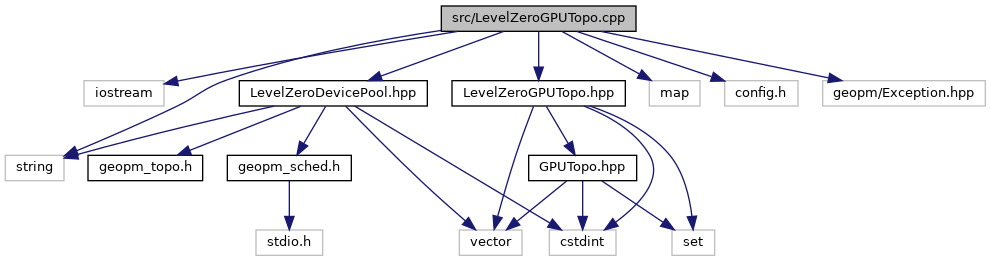 src/LevelZeroGPUTopo.cpp
iostream
LevelZeroDevicePool.hpp
LevelZeroGPUTopo.hpp
map
config.h
geopm/Exception.hpp
string
geopm_topo.h
geopm_sched.h
GPUTopo.hpp
stdio.h
vector
cstdint
set